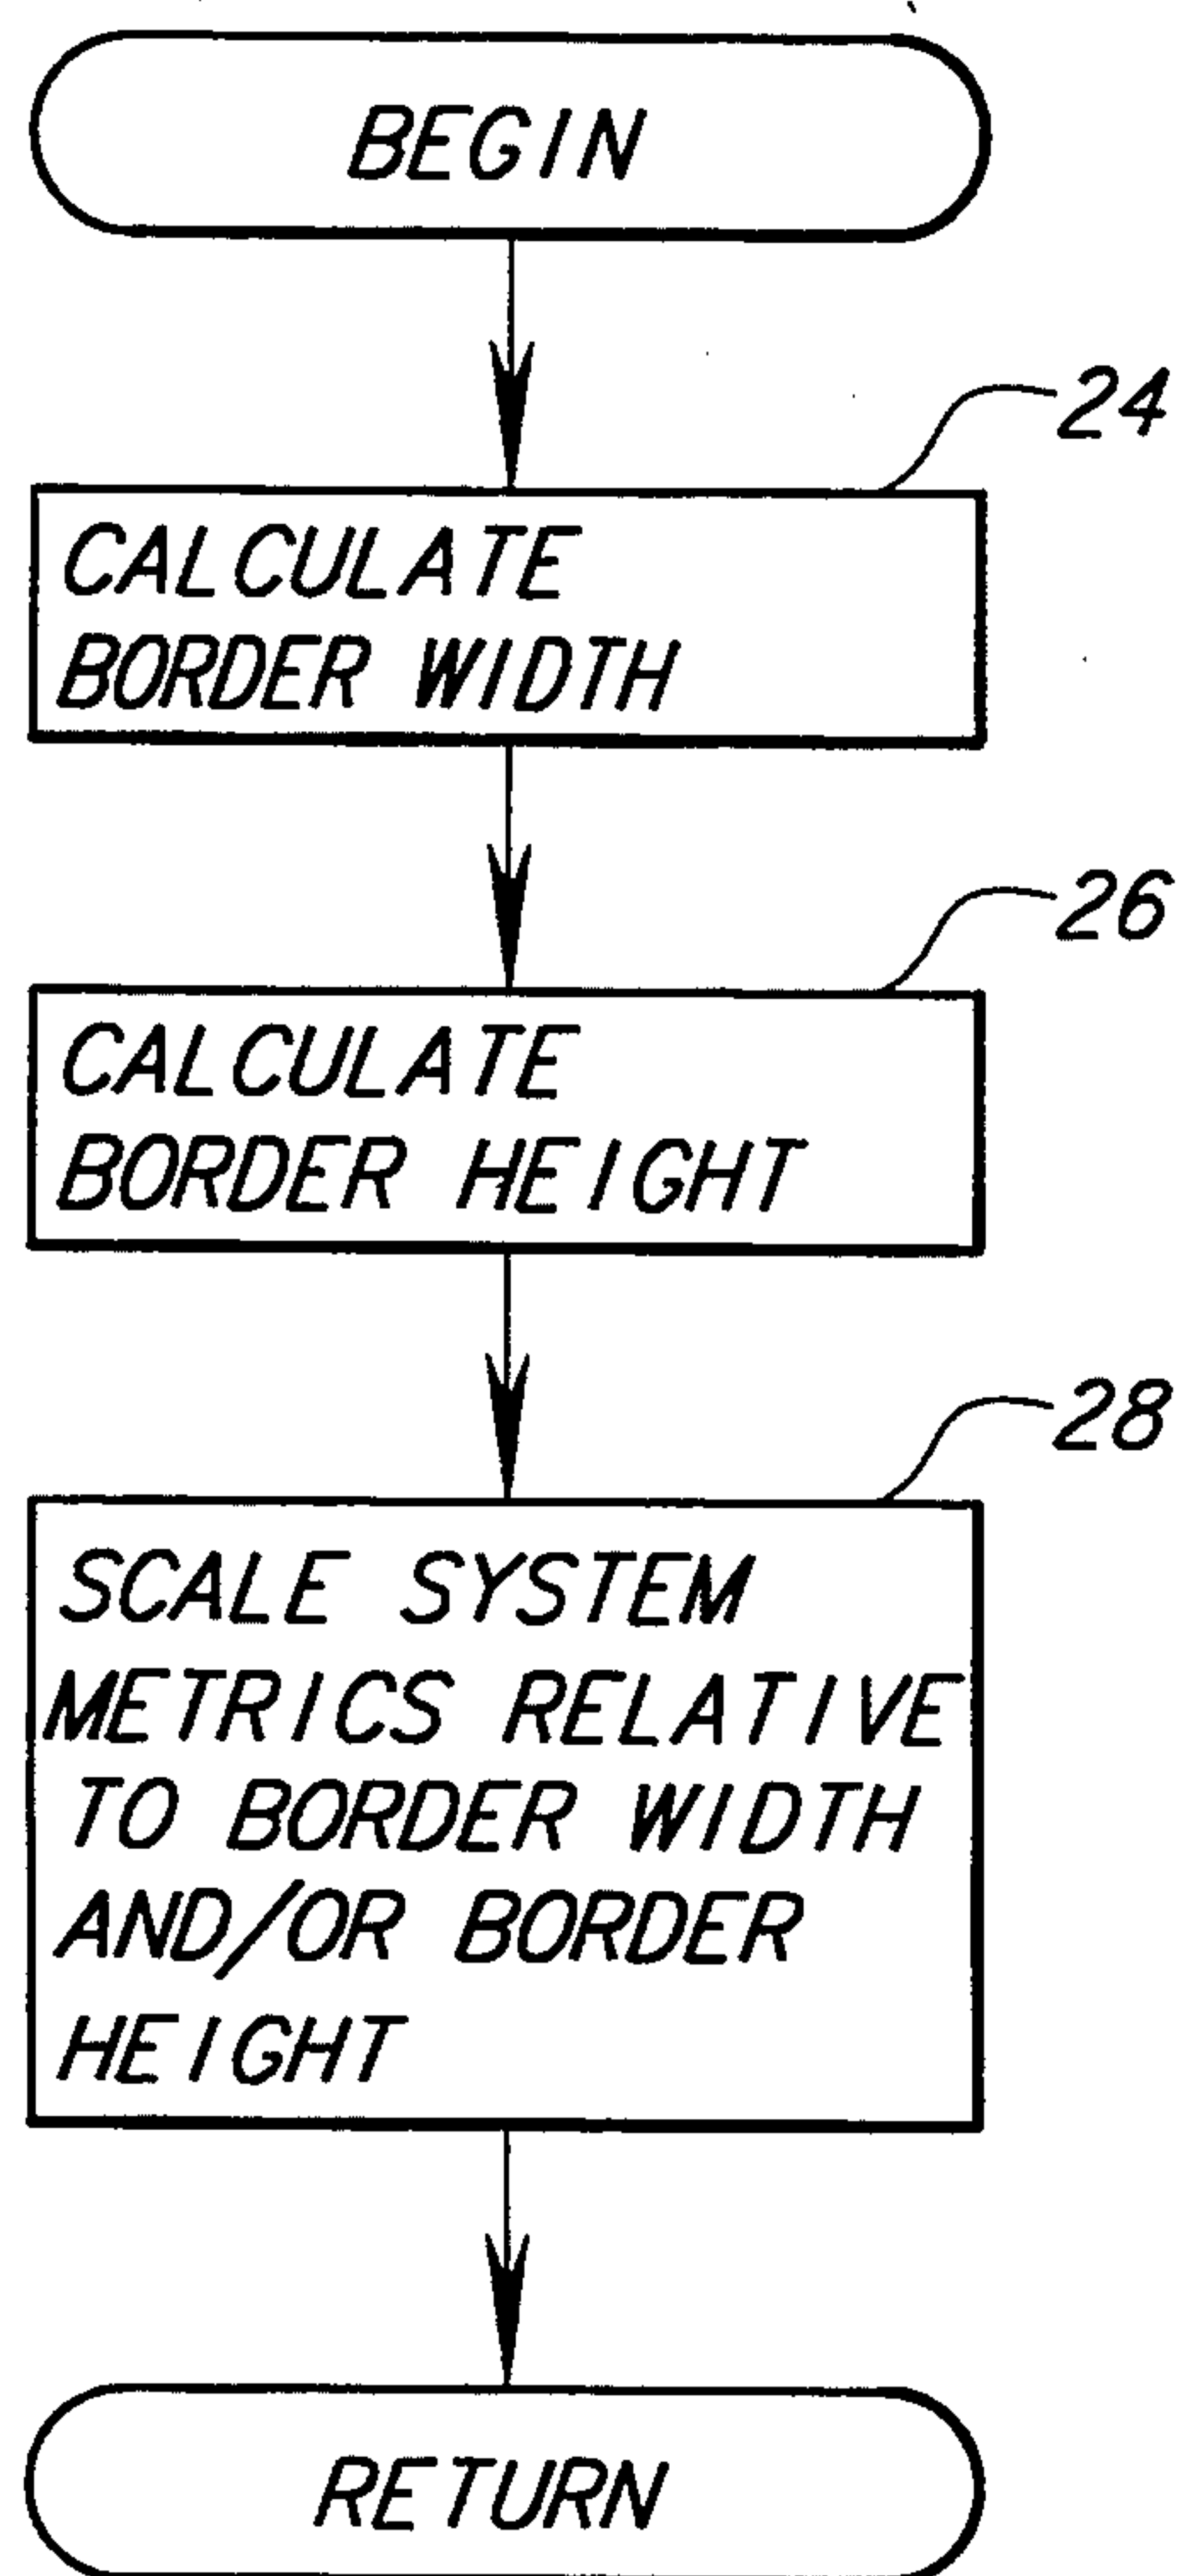 BEGIN
24
CALCULATE
BORDER WIDTH
26
CALCULATE
BORDER HEIGHT
28
SCALE SYSTEM
METRICS RELATIVE
TO BORDER WIDTH
AND/OR BORDER
HEIGHT
RETURN